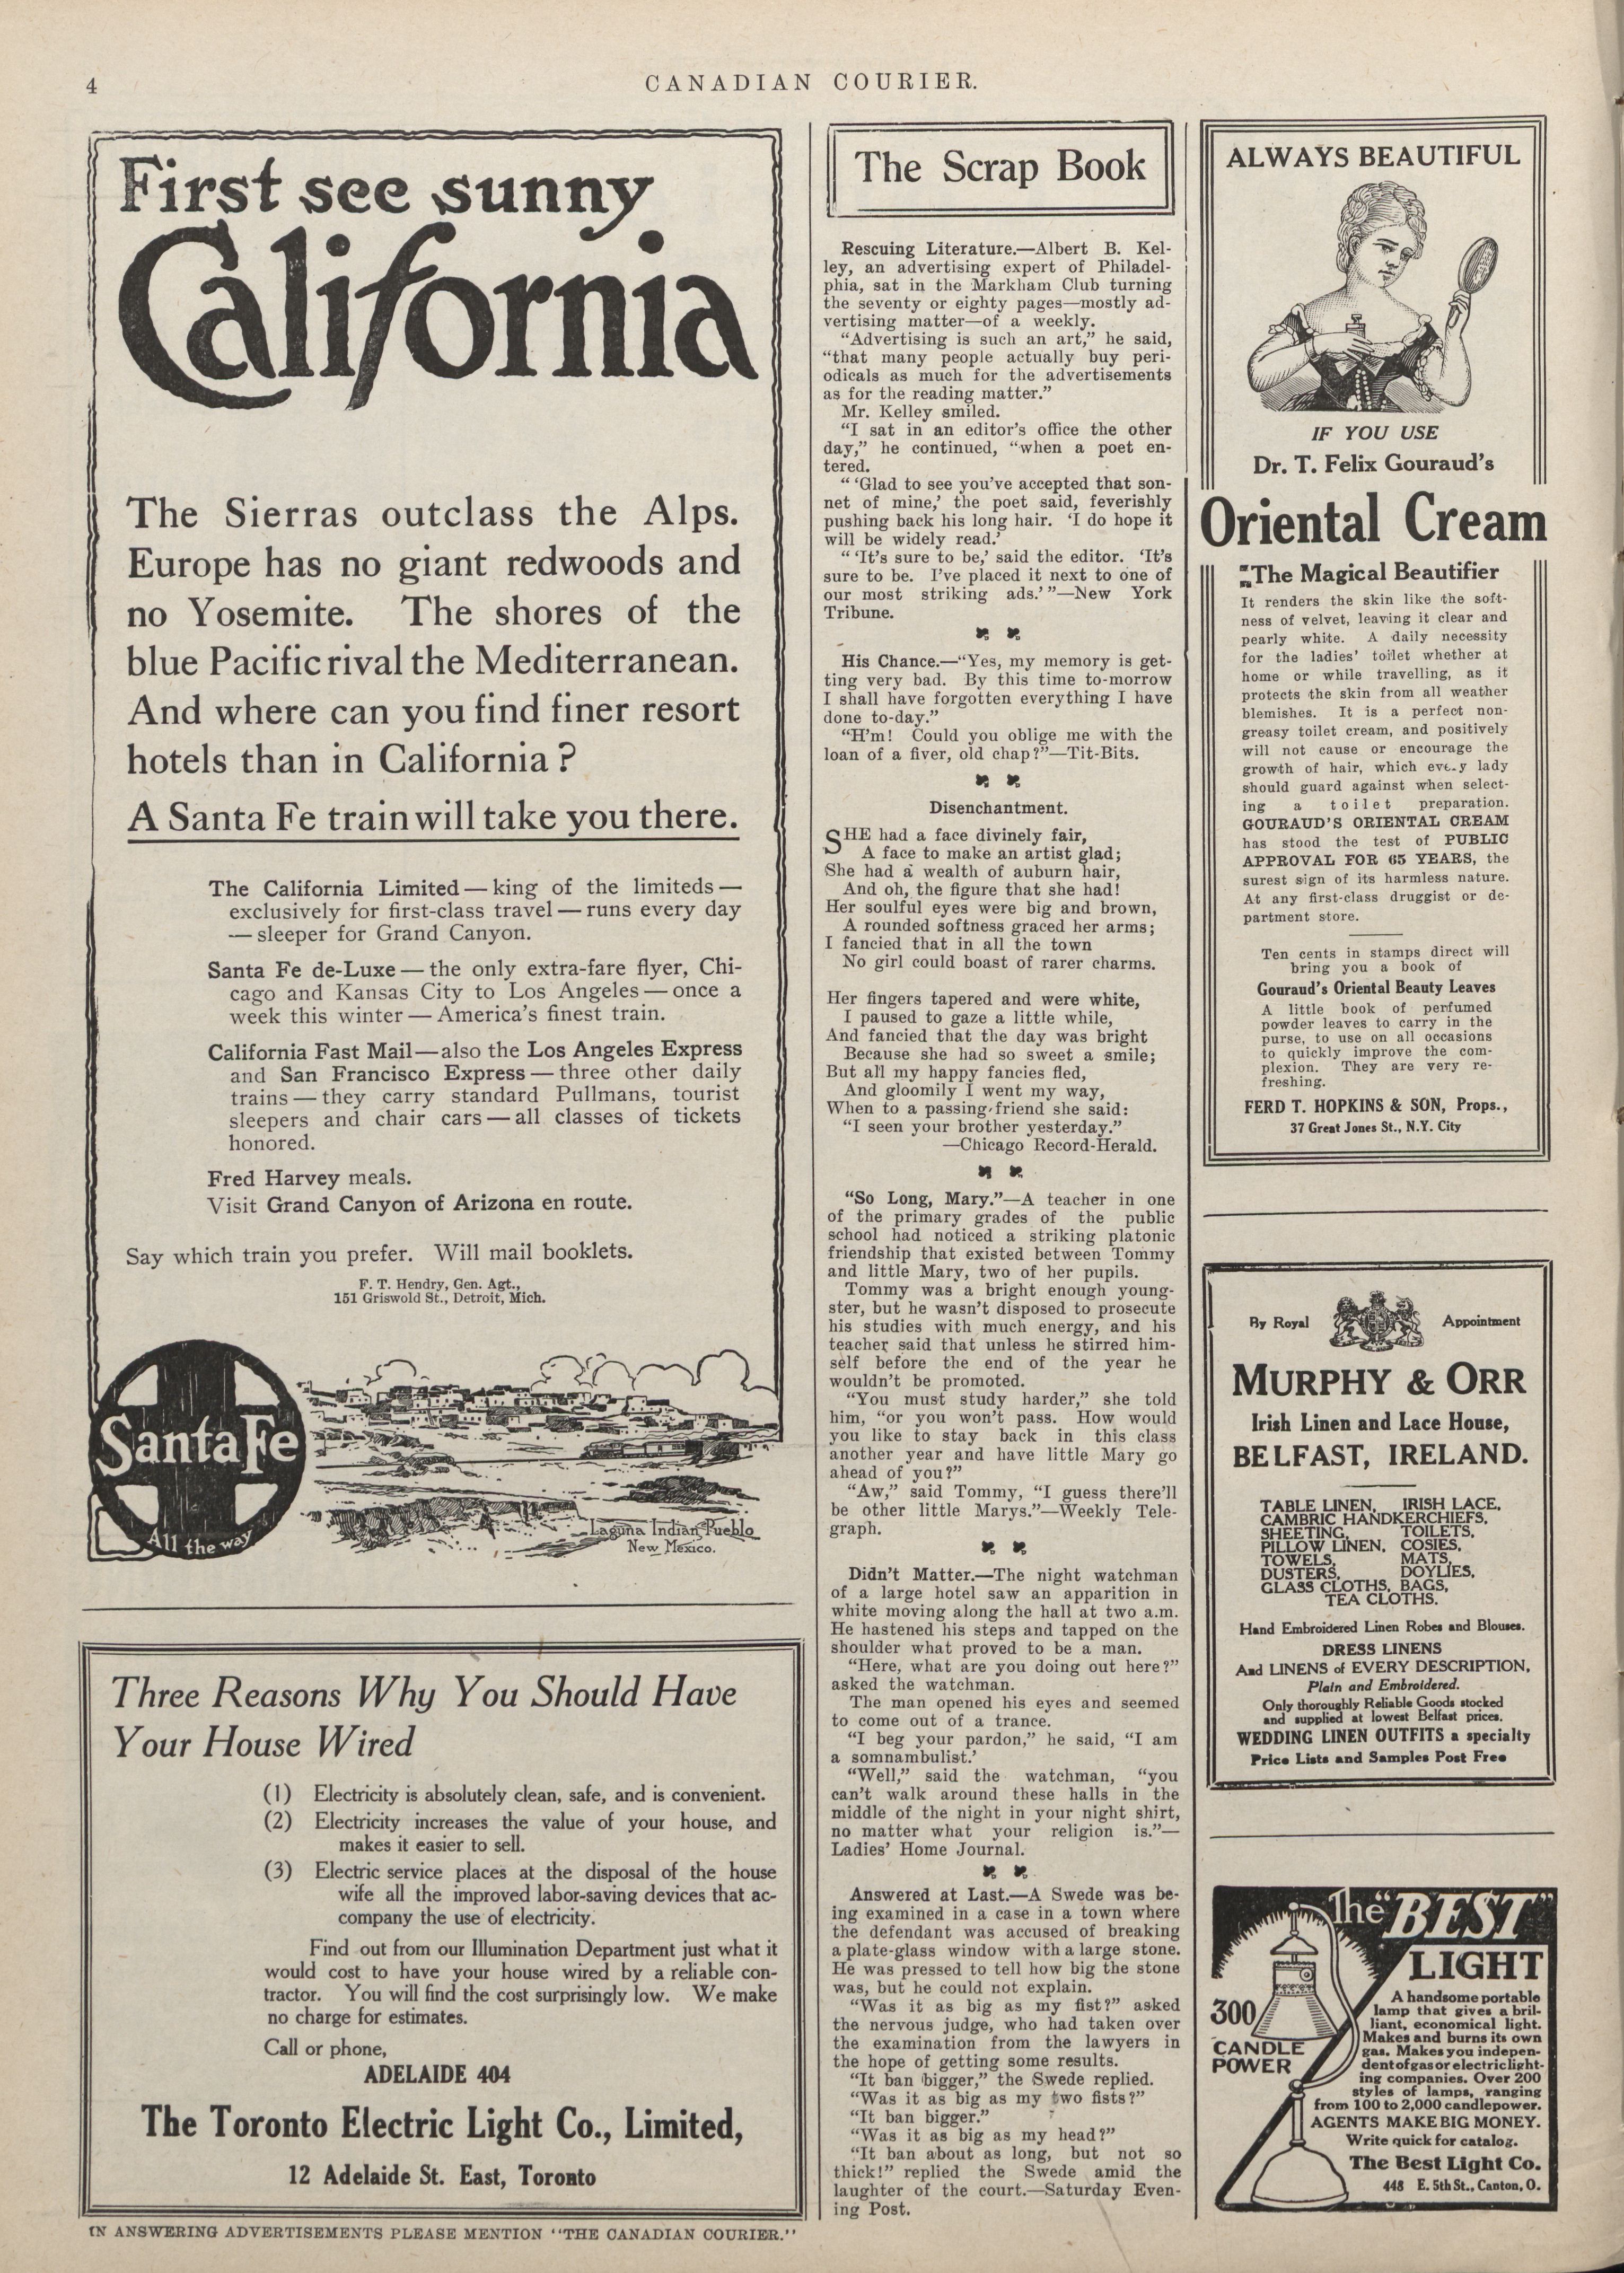 4
CANADIAN COURIER.
First see sunny
California
The Sierras outclass the Alps.
Europe has no giant redwoods and
no Yosemite. The shores of the
blue Pacific rival the Mediterranean.
And where can you find finer resort
hotels than in California?
A Santa Fe train will take you there.
The California Limited — king of the limiteds —
exclusively for first-class travel — runs every day
— sleeper for Grand Canyon.
Santa Fe de-Luxe — the only extra-fare flyer, Chi-
cago and Kansas City to Los Angeles — once a
week this winter — America's finest train.
California Fast Mail — also the Los Angeles Express
and San Francisco Express — three other daily
trains — they carry standard Pullmans, tourist
sleepers and chair cars — all classes of tickets
honored.
Fred Harvey meals.
Visit Grand Canyon of Arizona en route.
Say which train you prefer. Will mail booklets.
F. T. Hendry, Gen. Agt.,
151 Griswold St., Detroit, Mich.
Santa Fe
All the way
Laguna Indian Pueblo
New Mexico.
Three Reasons Why You Should Have
Your House Wired
(1) Electricity is absolutely clean, safe, and is convenient.
(2) Electricity increases the value of your house, and
makes it easier to sell.
(3) Electric service places at the disposal of the house
wife all the improved labor-saving devices that ac-
company the use of electricity.
Find out from our Illumination Department just what it
would cost to have your house wired by a reliable con-
tractor. You will find the cost surprisingly low. We make
no charge for estimates.
Call or phone,
ADELAIDE 404
The Toronto Electric Light Co., Limited,
12 Adelaide St. East, Toronto
IN ANSWERING ADVERTISEMENTS PLEASE MENTION "THE CANADIAN COURIER."
The Scrap Book
Rescuing Literature.—Albert B. Kel-
ley, an advertising expert of Philadel-
phia, sat in the Markham Club turning
the seventy or eighty pages—mostly ad-
vertising matter—of a weekly.
"Advertising is such an art," he said,
"that many people actually buy peri-
odicals as much for the advertisements
as for the reading matter."
Mr. Kelley smiled.
"I sat in an editor's office the other
day," he continued, "when a poet en-
tered.
"'Glad to see you've accepted that son-
net of mine,' the poet said, feverishly
pushing back his long hair. 'I do hope it
will be widely read.'
"'It's sure to be,' said the editor. 'It's
sure to be. I've placed it next to one of
our most striking ads.'"—New York
Tribune.
His Chance.—"Yes, my memory is get-
ting very bad. By this time to-morrow
I shall have forgotten everything I have
done to-day."
"H'm! Could you oblige me with the
loan of a fiver, old chap?"—Tit-Bits.
Disenchantment.
SHE had a face divinely fair,
A face to make an artist glad;
She had a wealth of auburn hair,
And oh, the figure that she had!
Her soulful eyes were big and brown,
A rounded softness graced her arms;
I fancied that in all the town
No girl could boast of rarer charms.
Her fingers tapered and were white,
I paused to gaze a little while,
And fancied that the day was bright
Because she had so sweet a smile;
But all my happy fancies fled,
And gloomily I went my way,
When to a passing friend she said:
"I seen your brother yesterday."
—Chicago Record-Herald.
"So Long, Mary."—A teacher in one
of the primary grades of the public
school had noticed a striking platonic
friendship that existed between Tommy
and little Mary, two of her pupils.
Tommy was a bright enough young-
ster, but he wasn't disposed to prosecute
his studies with much energy, and his
teacher said that unless he stirred him-
self before the end of the year he
wouldn't be promoted.
"You must study harder," she told
him, "or you won't pass. How would
you like to stay back in this class
another year and have little Mary go
ahead of you?"
"Aw," said Tommy, "I guess there'll
be other little Marys."—Weekly Tele-
graph.
Didn't Matter.—The night watchman
of a large hotel saw an apparition in
white moving along the hall at two a.m.
He hastened his steps and tapped on the
shoulder what proved to be a man.
"Here, what are you doing out here?"
asked the watchman.
The man opened his eyes and seemed
to come out of a trance.
"I beg your pardon," he said, "I am
a somnambulist.'
"Well," said the watchman, "you
can't walk around these halls in the
middle of the night in your night shirt,
no matter what your religion is."—
Ladies' Home Journal.
Answered at Last.—A Swede was be-
ing examined in a case in a town where
the defendant was accused of breaking
a plate-glass window with a large stone.
He was pressed to tell how big the stone
was, but he could not explain.
"Was it as big as my fist?" asked
the nervous judge, who had taken over
the examination from the lawyers in
the hope of getting some results.
"It ban bigger," the Swede replied.
"Was it as big as my two fists?"
"It ban bigger."
"Was it as big as my head?"
"It ban about as long, but not so
thick!" replied the Swede amid the
laughter of the court.—Saturday Even-
ing Post.
ALWAYS BEAUTIFUL
IF YOU USE
Dr. T. Felix Gouraud's
Oriental Cream
The Magical Beautifier
It renders the skin like the soft-
ness of velvet, leaving it clear and
pearly white. A daily necessity
for the ladies' toilet whether at
home or while travelling, as it
protects the skin from all weather
blemishes. It is a perfect non-
greasy toilet cream, and positively
will not cause or encourage the
growth of hair, which every lady
should guard against when select-
ing a toilet preparation.
GOURAUD'S ORIENTAL CREAM
has stood the test of PUBLIC
APPROVAL FOR 65 YEARS, the
surest sign of its harmless nature.
At any first-class druggist or de-
partment store.
Ten cents in stamps direct will
bring you a book of
Gouraud's Oriental Beauty Leaves
A little book of perfumed
powder leaves to carry in the
purse, to use on all occasions
to quickly improve the com-
plexion. They are very re-
freshing.
FERD T. HOPKINS & SON, Props.,
37 Great Jones St., N.Y. City
By Royal Appointment
MURPHY & ORR
Irish Linen and Lace House,
BELFAST, IRELAND.
TABLE LINEN, IRISH LACE,
CAMBRIC HANDKERCHIEFS,
SHEETING, TOILETS,
PILLOW LINEN, COSIES,
TOWELS, MATS,
DUSTERS, DOYLIES,
GLASS CLOTHS, BAGS,
TEA CLOTHS.
Hand Embroidered Linen Robes and Blouses.
DRESS LINENS
And LINENS of EVERY DESCRIPTION,
Plain and Embroidered.
Only thoroughly Reliable Goods stocked
and supplied at lowest Belfast prices.
WEDDING LINEN OUTFITS a specialty
Price Lists and Samples Post Free
The "BEST"
LIGHT
300
CANDLE
POWER
A handsome portable
lamp that gives a bril-
liant, economical light.
Makes and burns its own
gas. Makes you indepen-
dent of gas or electric light-
ing companies. Over 200
styles of lamps, ranging
from 100 to 2,000 candlepower.
AGENTS MAKE BIG MONEY.
Write quick for catalog.
The Best Light Co.
448 E. 5th St., Canton, O.